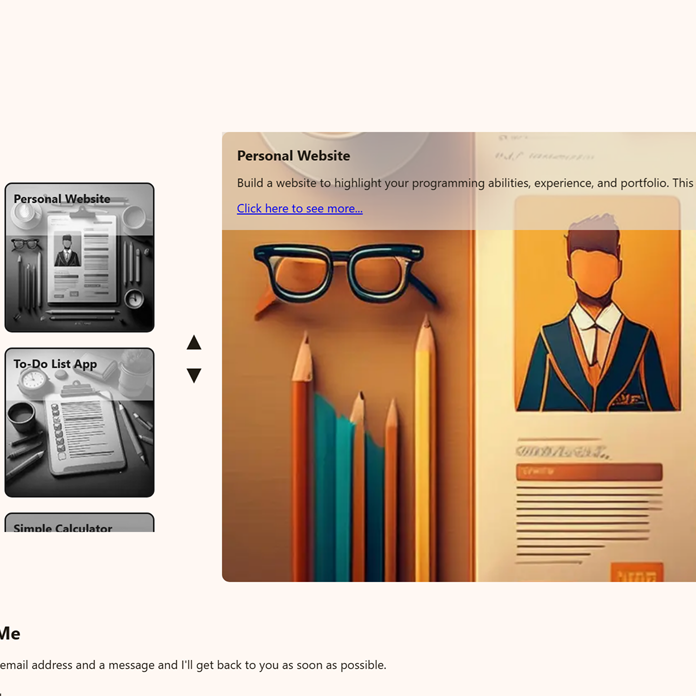 Personal Website
To-Do List App
Simple Calculator
Personal Website
Build a website to highlight your programming abilities, experience, and portfolio. This
Click here to see more...
Me
email address and a message and I'll get back to you as soon as possible.